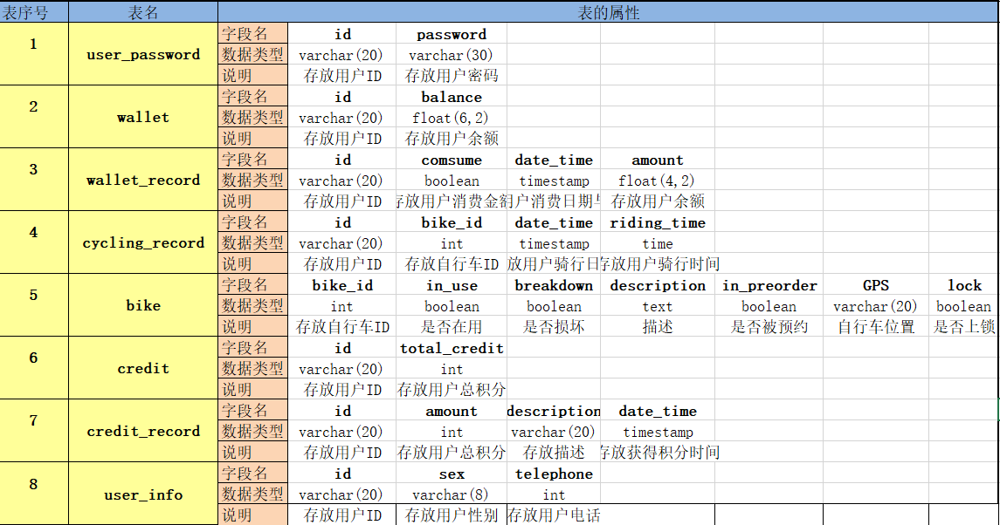 表序号 表名 表的属性
1 user_password 字段名 id password
数据类型 varchar(20) varchar(30)
说明 存放用户ID 存放用户密码
2 wallet 字段名 id balance
数据类型 varchar(20) float(6,2)
说明 存放用户ID 存放用户余额
3 wallet_record 字段名 id comsume date_time amount
数据类型 varchar(20) boolean timestamp float(4,2)
说明 存放用户ID 存放用户消费金额 用户消费日期与 存放用户余额
4 cycling_record 字段名 id bike_id date_time riding_time
数据类型 varchar(20) int timestamp time
说明 存放用户ID 存放自行车ID 放用户骑行日 存放用户骑行时间
5 bike 字段名 bike_id in_use breakdown description in_preorder GPS lock
数据类型 int boolean boolean text boolean varchar(20) boolean
说明 存放自行车ID 是否在用 是否损坏 描述 是否被预约 自行车位置 是否上锁
6 credit 字段名 id total_credit
数据类型 varchar(20) int
说明 存放用户ID 存放用户总积分
7 credit_record 字段名 id amount description date_time
数据类型 varchar(20) int varchar(20) timestamp
说明 存放用户ID 存放用户总积分 存放描述 存放获得积分时间
8 user_info 字段名 id sex telephone
数据类型 varchar(20) varchar(8) int
说明 存放用户ID 存放用户性别 存放用户电话